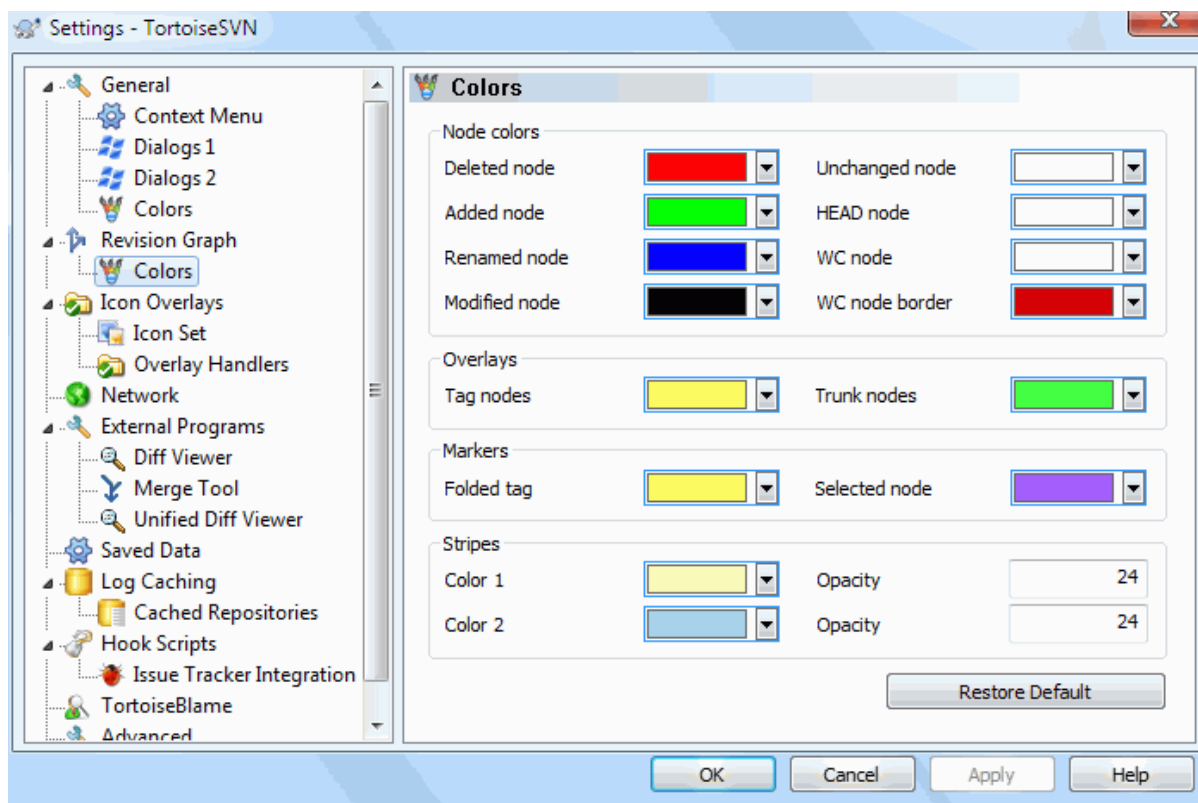 Settings - TortoiseSVN
X
General
Context Menu
Dialogs 1
Dialogs 2
Colors
Revision Graph
Colors
Icon Overlays
Icon Set
Overlay Handlers
Network
External Programs
Diff Viewer
Merge Tool
Unified Diff Viewer
Saved Data
Log Caching
Cached Repositories
Hook Scripts
Issue Tracker Integration
TortoiseBlame
Advanced
Colors
Node colors
Deleted node
Unchanged node
Added node
HEAD node
Renamed node
WC node
Modified node
WC node border
Overlays
Tag nodes
Trunk nodes
Markers
Folded tag
Selected node
Stripes
Color 1
Opacity 24
Color 2
Opacity 24
Restore Default
OK
Cancel
Apply
Help